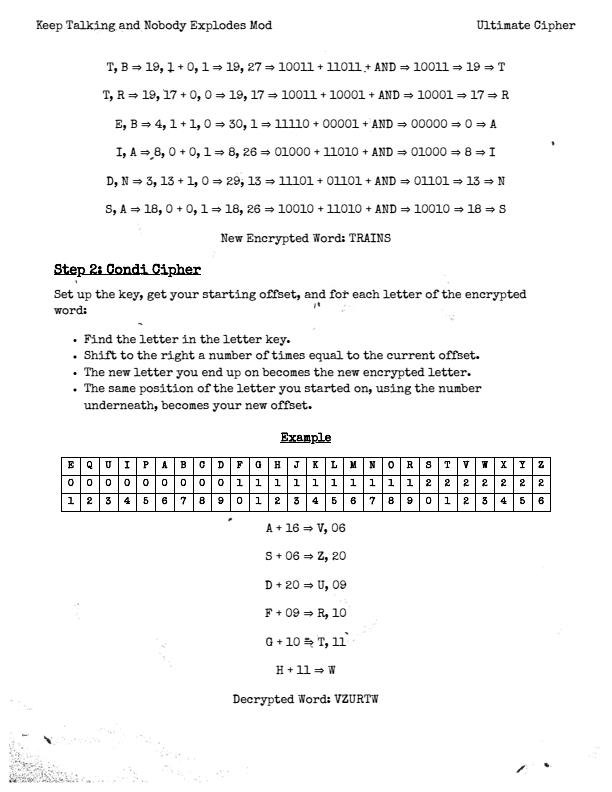 Keep Talking and Nobody Explodes Mod Ultimate Cipher
T, B ⇒ 19, 1 + 0, 1 ⇒ 19, 27 ⇒ 10011 + 11011 + AND ⇒ 10011 ⇒ 19 ⇒ T
T, R ⇒ 19, 17 + 0, 0 ⇒ 19, 17 ⇒ 10011 + 10001 + AND ⇒ 10001 ⇒ 17 ⇒ R
E, B ⇒ 4, 1 + 1, 0 ⇒ 30, 1 ⇒ 11110 + 00001 + AND ⇒ 00000 ⇒ 0 ⇒ A
I, A ⇒ 8, 0 + 0, 1 ⇒ 8, 26 ⇒ 01000 + 11010 + AND ⇒ 01000 ⇒ 8 ⇒ I
D, N ⇒ 3, 13 + 1, 0 ⇒ 29, 13 ⇒ 11101 + 01101 + AND ⇒ 01101 ⇒ 13 ⇒ N
S, A ⇒ 18, 0 + 0, 1 ⇒ 18, 26 ⇒ 10010 + 11010 + AND ⇒ 10010 ⇒ 18 ⇒ S
New Encrypted Word: TRAINS
Step 2: Condi Cipher
Set up the key, get your starting offset, and for each letter of the encrypted
word:
• Find the letter in the letter key.
• Shift to the right a number of times equal to the current offset.
• The new letter you end up on becomes the new encrypted letter.
• The same position of the letter you started on, using the number
underneath, becomes your new offset.
Example
E Q U I P A B C D F G H J K L M N O R S T V W X Y Z
0 0 0 0 0 0 0 0 0 1 1 1 1 1 1 1 1 1 1 2 2 2 2 2 2 2
1 2 3 4 5 6 7 8 9 0 1 2 3 4 5 6 7 8 9 0 1 2 3 4 5 6
A + 16 ⇒ V, 06
S + 06 ⇒ Z, 20
D + 20 ⇒ U, 09
F + 09 ⇒ R, 10
G + 10 ⇒ T, 11
H + 11 ⇒ W
Decrypted Word: VZURTW